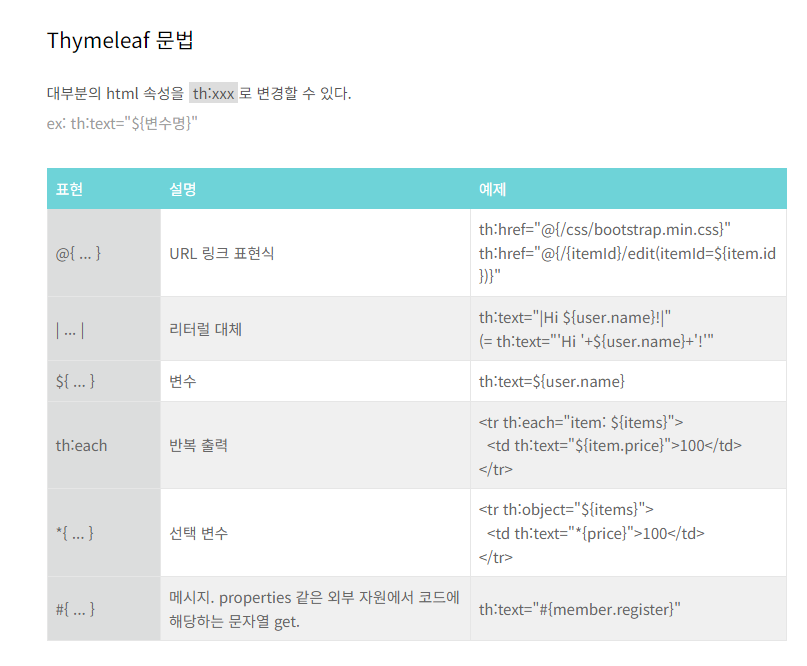 Thymeleaf 문법
대부분의 html 속성을 th:xxx 로 변경할 수 있다.
ex: th:text="${변수명}"
표현 설명 예제
@{ ... } URL 링크 표현식 th:href="@{/css/bootstrap.min.css}"
th:href="@{/{itemId}/edit(itemId=${item.id
})}"
| ... | 리터럴 대체 th:text="|Hi ${user.name}!|"
(= th:text="'Hi '+${user.name}+'!'"
${ ... } 변수 th:text=${user.name}
th:each 반복 출력 <tr th:each="item: ${items}">
<td th:text="${item.price}">100</td>
</tr>
*{ ... } 선택 변수 <tr th:object="${items}">
<td th:text="*{price}">100</td>
</tr>
#{ ... } 메시지. properties 같은 외부 자원에서 코드에
해당하는 문자열 get. th:text="#{member.register}"